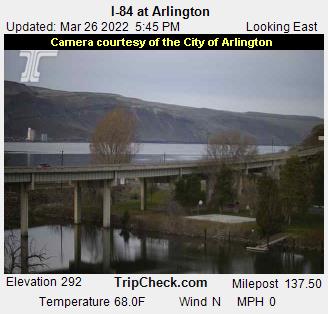 I-84 at Arlington
Updated: Mar 26 2022 5:45 PM Looking East
Camera courtesy of the City of Arlington
Elevation 292 TripCheck.com Milepost 137.50
Temperature 68.0F Wind N MPH 0